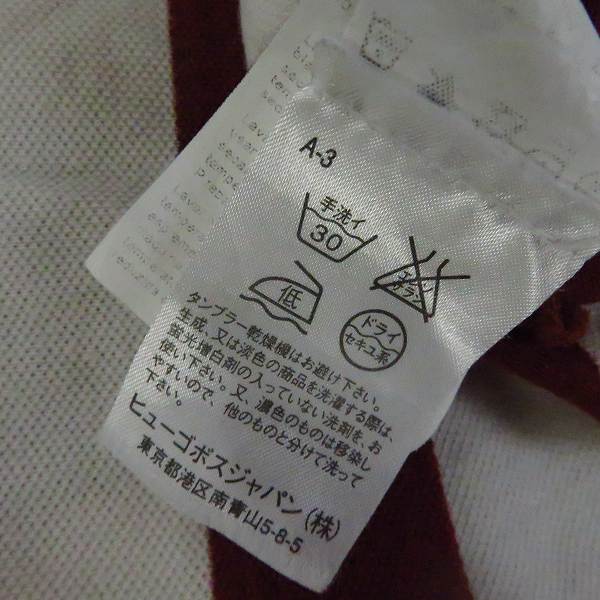 A-3
手洗イ
30
エンソ
サラシ
低
ドライ
セキユ系
タンブラー乾燥機はお避け下さい。
生成、又は淡色の商品を洗濯する際は、
蛍光増白剤の入っていない洗剤を、お
使い下さい。又、濃色のものは移染し
やすいので、他のものと分けて洗って
下さい。
ヒューゴボスジャパン(株)
東京都港区南青山5-8-5